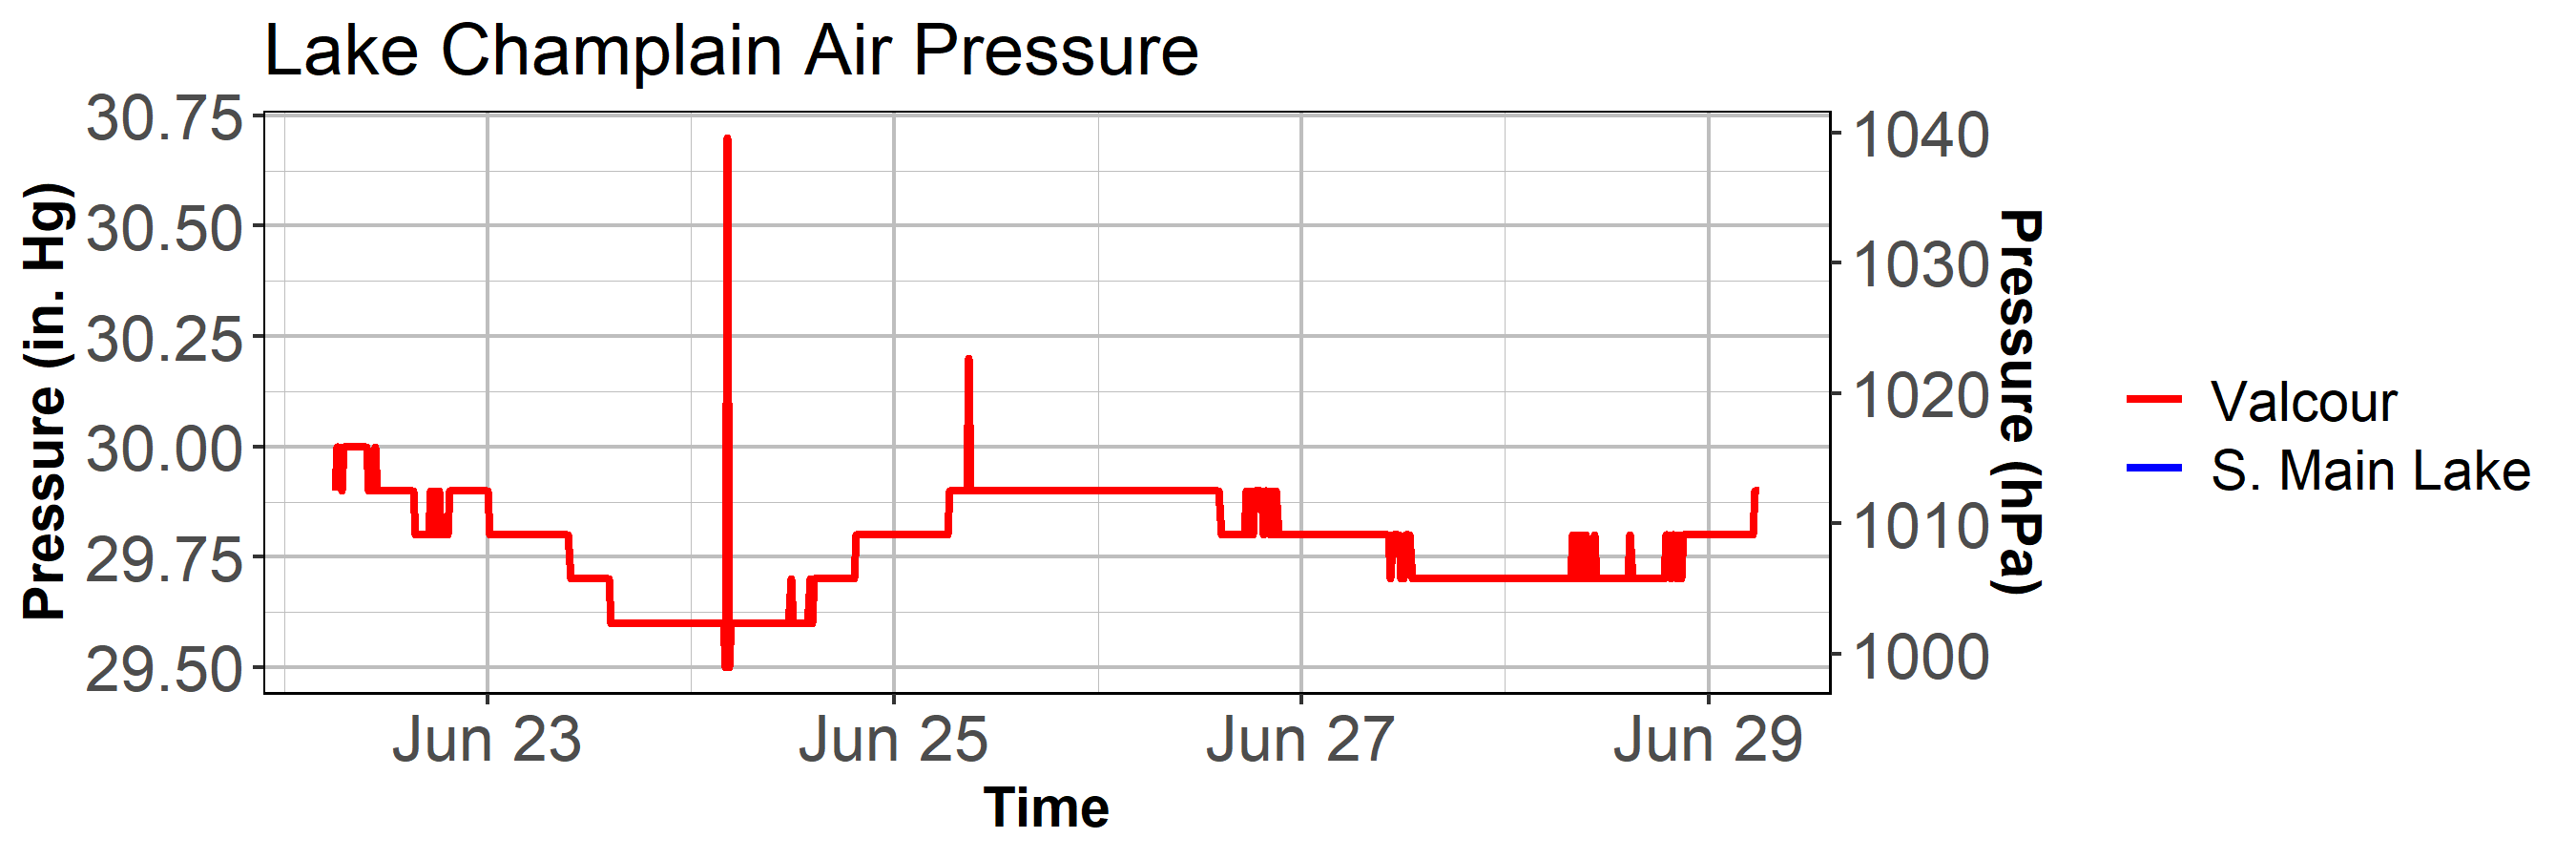 Lake Champlain Air Pressure
Pressure (in. Hg)
30.75
30.50
30.25
30.00
29.75
29.50
1040
1030
1020
1010
1000
Pressure (hPa)
Jun 23
Jun 25
Jun 27
Jun 29
Time
Valcour
S. Main Lake